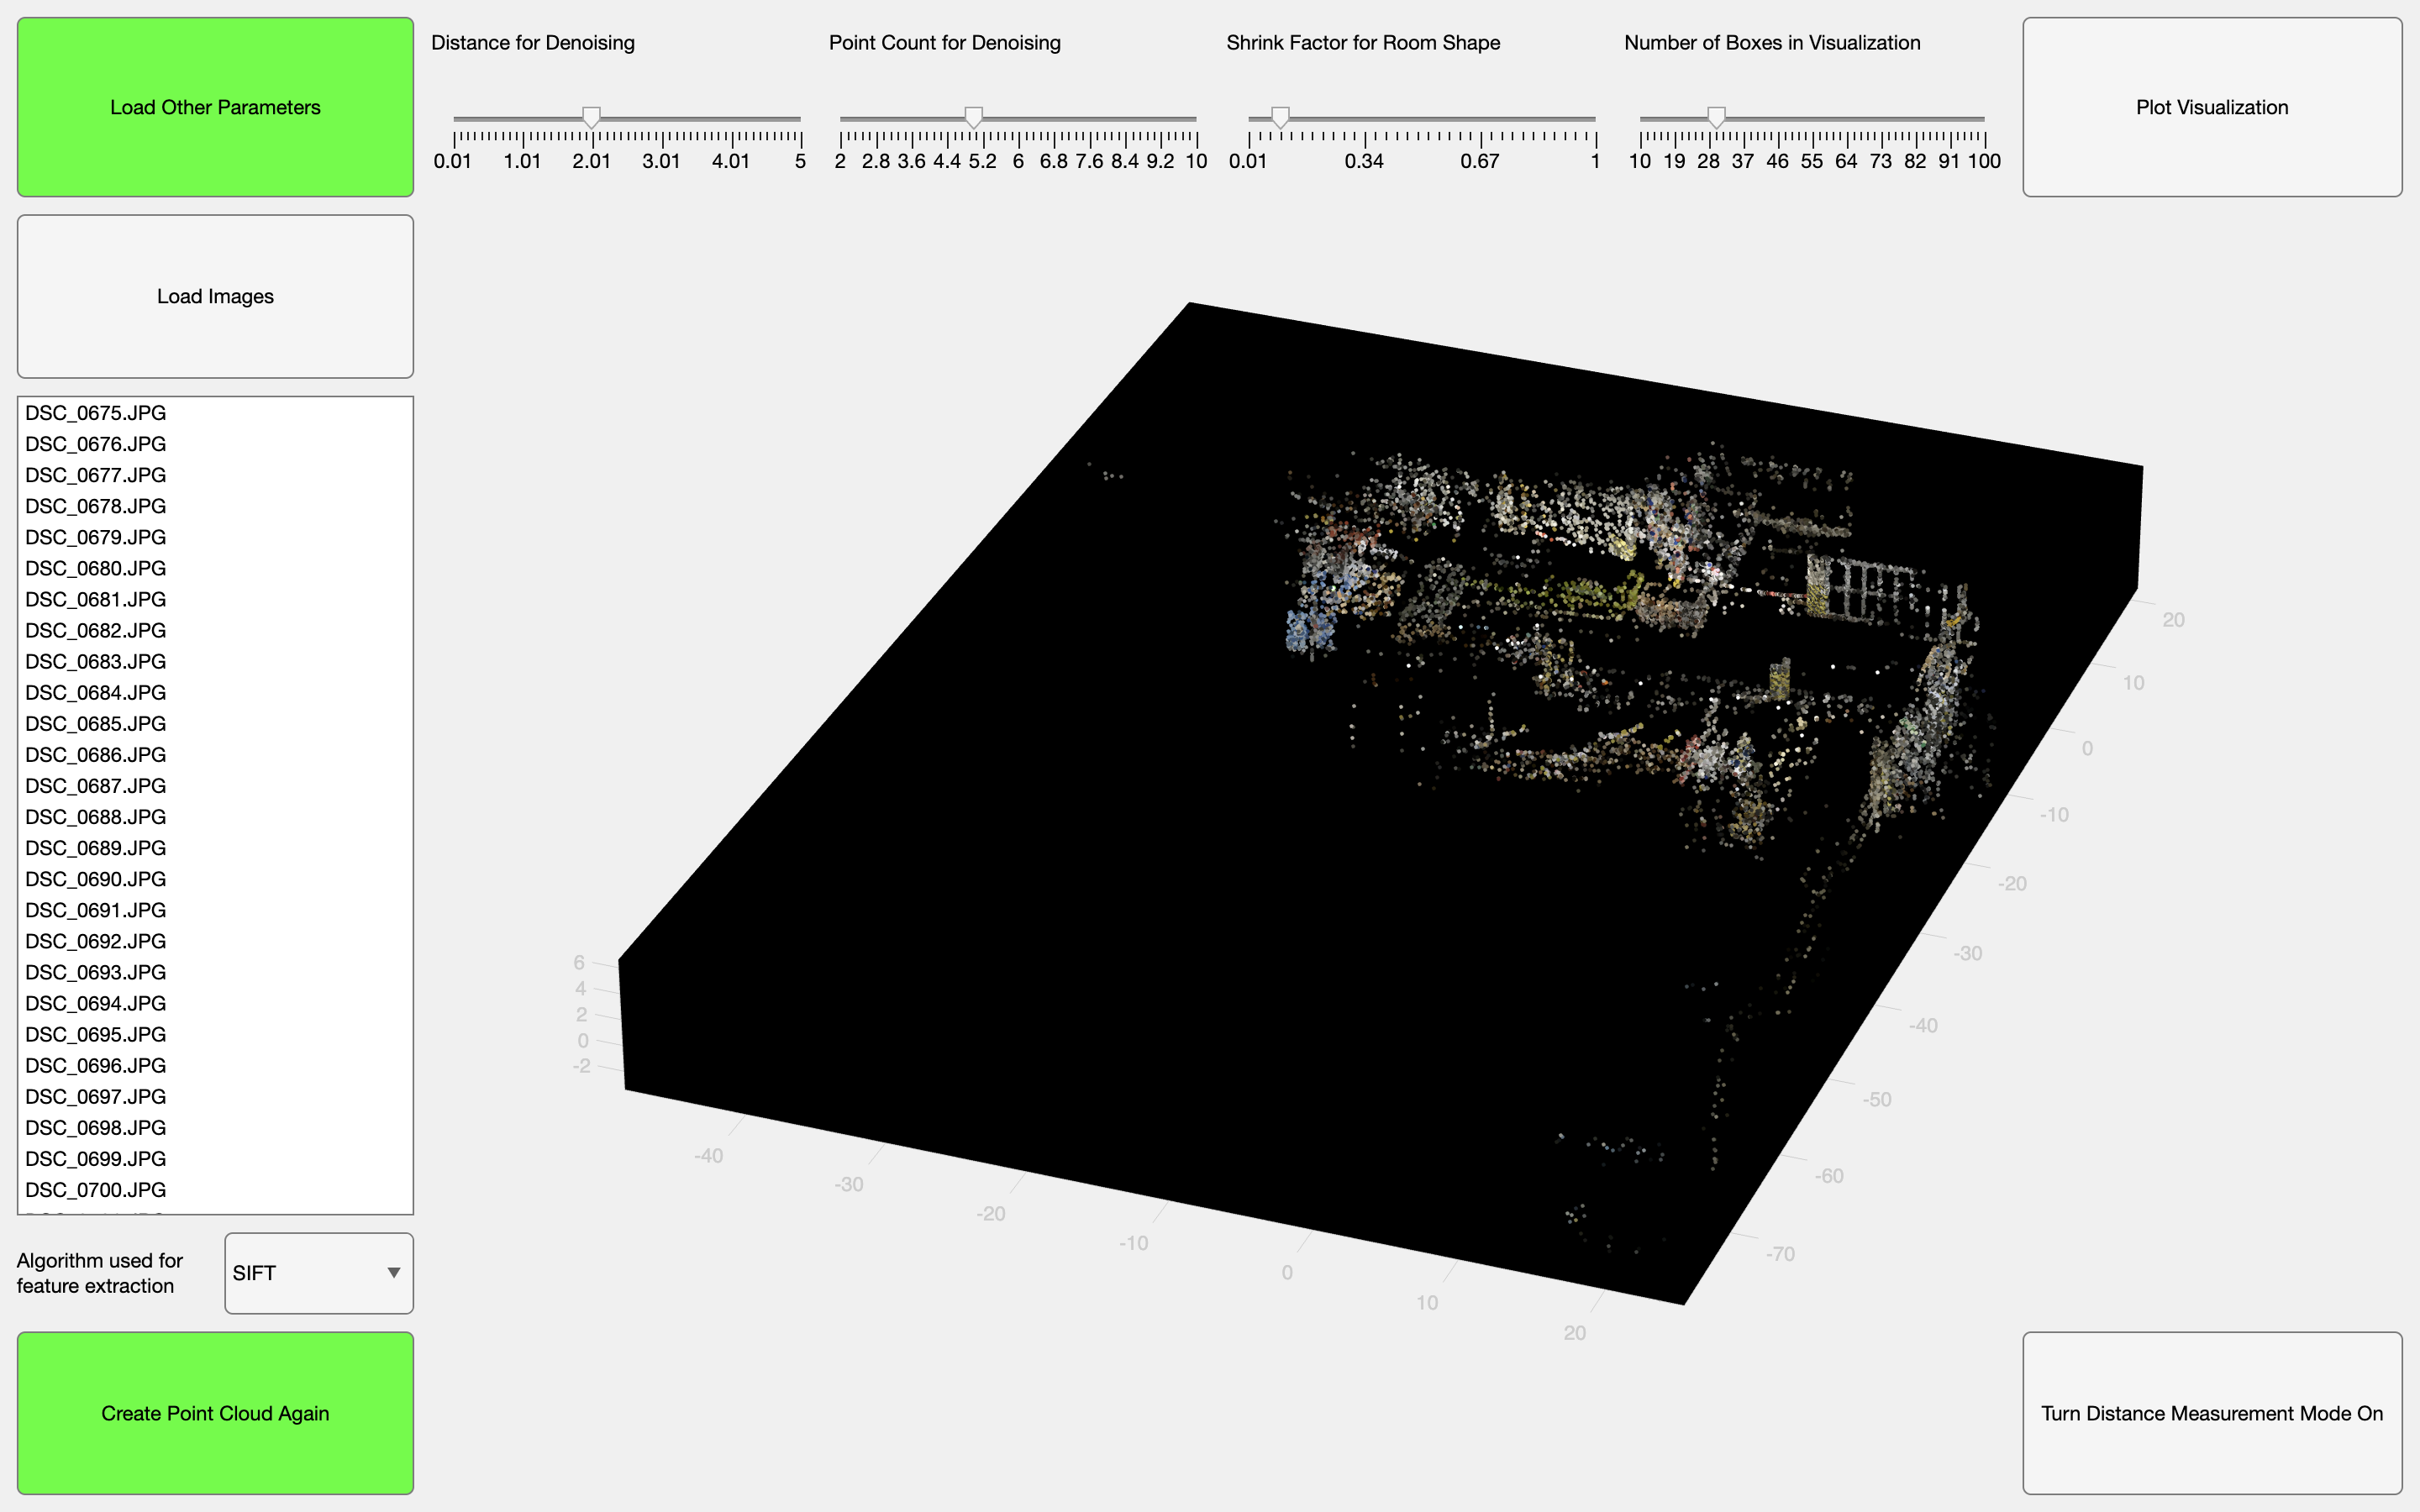 Load Other Parameters
Distance for Denoising
0.01 1.01 2.01 3.01 4.01 5
Point Count for Denoising
2 2.8 3.6 4.4 5.2 6 6.8 7.6 8.4 9.2 10
Shrink Factor for Room Shape
0.01 0.34 0.67 1
Number of Boxes in Visualization
10 19 28 37 46 55 64 73 82 91 100
Plot Visualization
Load Images
DSC_0675.JPG
DSC_0676.JPG
DSC_0677.JPG
DSC_0678.JPG
DSC_0679.JPG
DSC_0680.JPG
DSC_0681.JPG
DSC_0682.JPG
DSC_0683.JPG
DSC_0684.JPG
DSC_0685.JPG
DSC_0686.JPG
DSC_0687.JPG
DSC_0688.JPG
DSC_0689.JPG
DSC_0690.JPG
DSC_0691.JPG
DSC_0692.JPG
DSC_0693.JPG
DSC_0694.JPG
DSC_0695.JPG
DSC_0696.JPG
DSC_0697.JPG
DSC_0698.JPG
DSC_0699.JPG
DSC_0700.JPG
6
4
2
0
-2
-40
-30
-20
-10
0
10
20
20
10
0
-10
-20
-30
-40
-50
-60
-70
Algorithm used for
feature extraction
SIFT
Create Point Cloud Again
Turn Distance Measurement Mode On